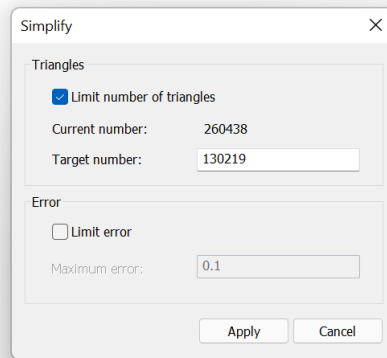 Simplify
Triangles
Limit number of triangles
Current number: 260438
Target number: 130219
Error
Limit error
Maximum error: 0.1
Apply Cancel